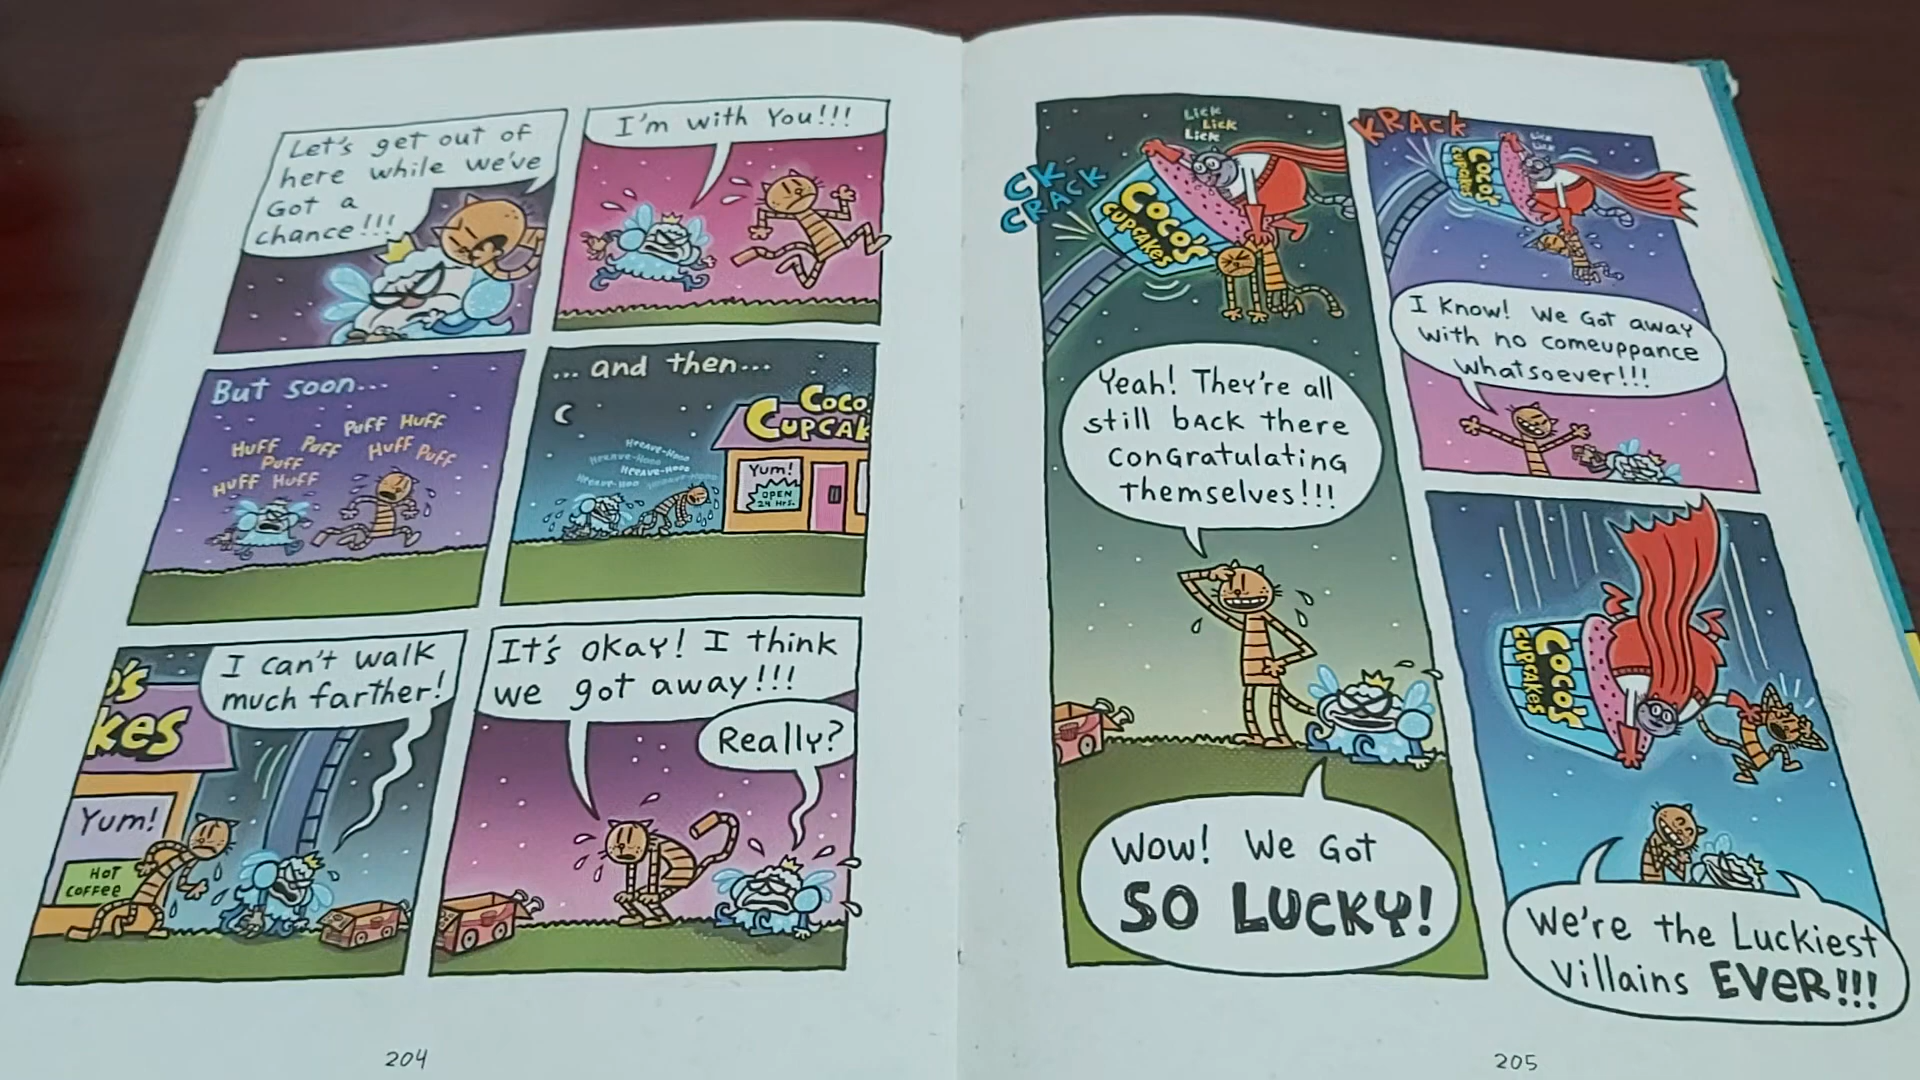 Let's get out of
here while we've
Got a
chance!!!
I'm with You!!!
But soon...
PUFF HUFF
HUFF PUFF HUFF PUFF
PUFF
HUFF HUFF
... and then...
COCO
CUPCAK
Yum!
OPEN
24 HRS.
'S
KES
Yum!
HOT
COFFEE
I can't walk
much farther!
It's okay! I think
we got away!!!
Really?
204
Lick
Lick
Lick
CK
CRACK
COCO'S
CUPCAKES
Yeah! They're all
still back there
congratulating
themselves!!!
Wow! We Got
SO LUCKY!
KRACK
Lick
Lick
COCO'S
CUPCAKES
I Know! We Got away
with no comeuppance
whatsoever!!!
COCO'S
CUPCAKES
We're the Luckiest
Villains EVER!!!
205